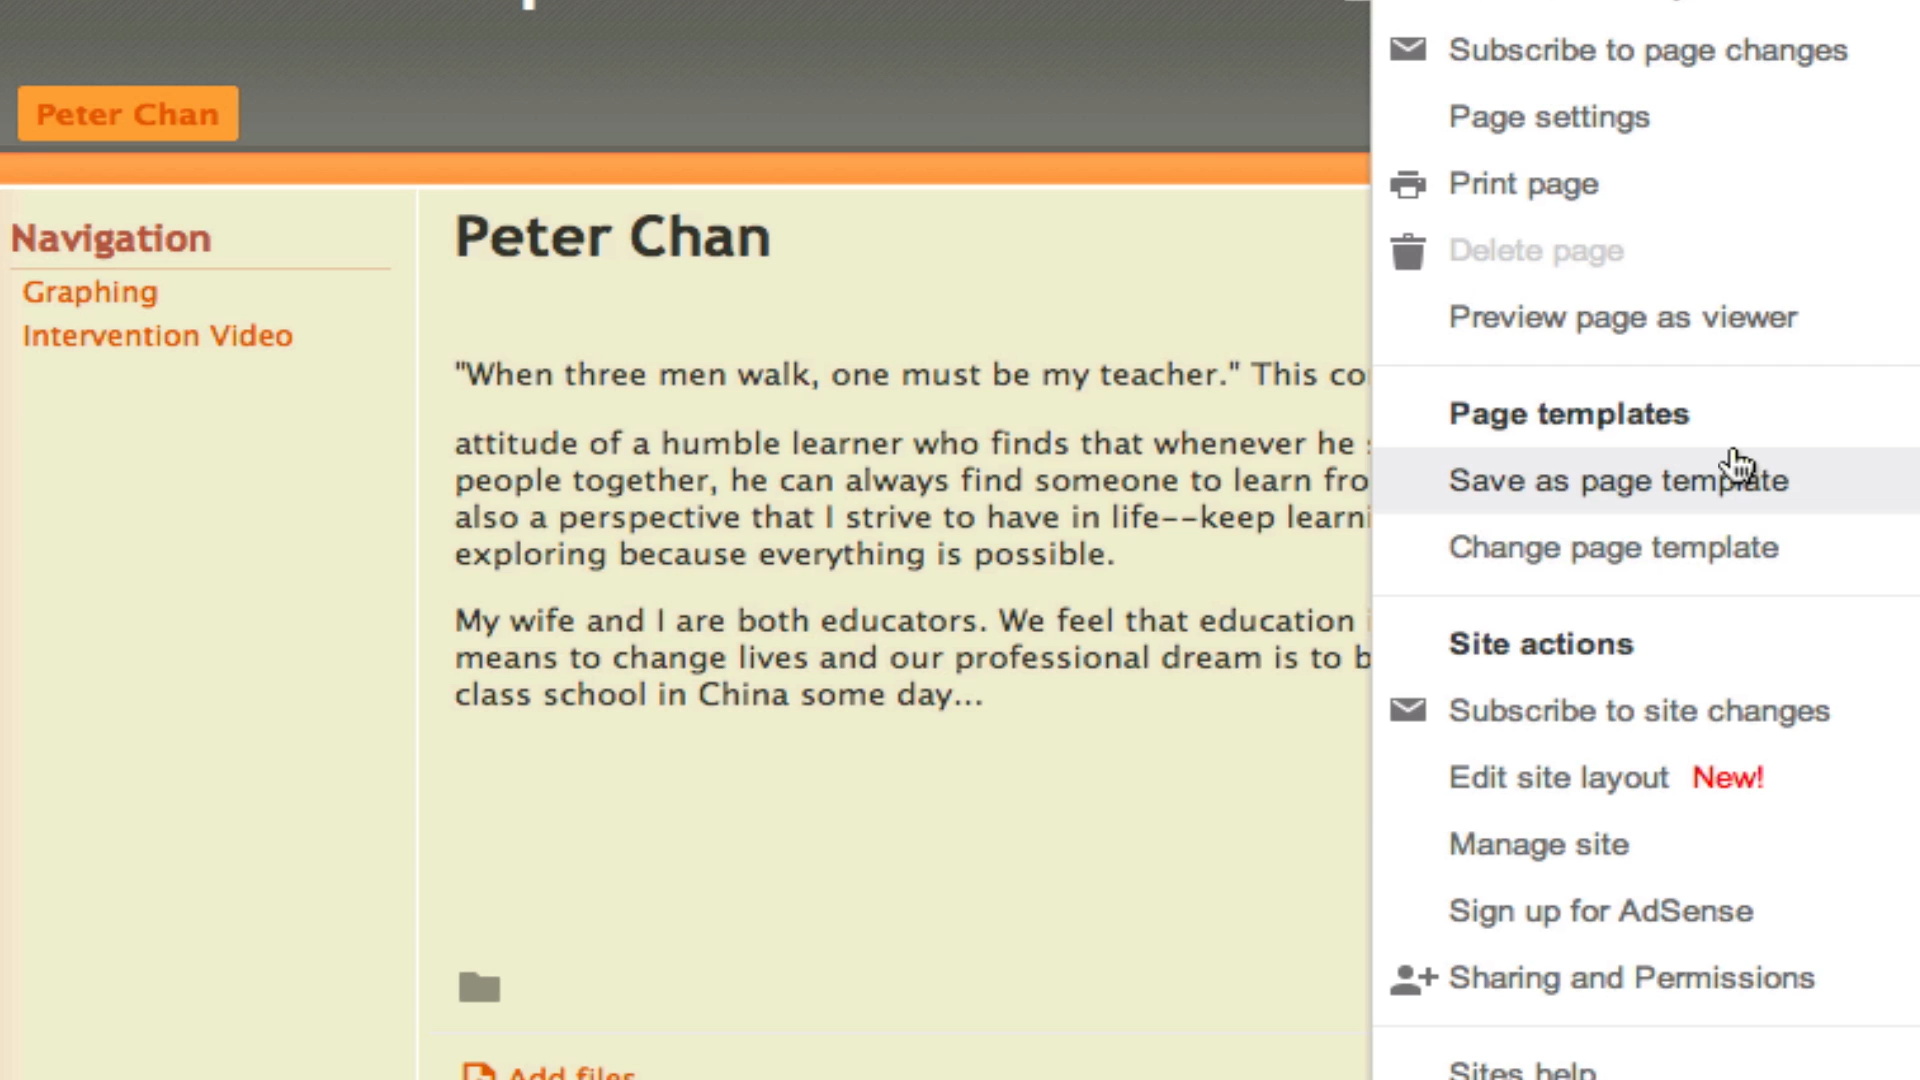 Peter Chan
Navigation
Graphing
Intervention Video
Peter Chan
"When three men walk, one must be my teacher." This
attitude of a humble learner who finds that whenever he
people together, he can always find someone to learn
also a perspective that I strive to have in life--keep
exploring because everything is possible.
My wife and I are both educators. We feel that education
means to change lives and our professional dream is to
class school in China some day...
Add files
Subscribe to page changes
Page settings
Print page
Delete page
Preview page as viewer
Page templates
Save as page template
Change page template
Site actions
Subscribe to site changes
Edit site layout New!
Manage site
Sign up for AdSense
Sharing and Permissions
Sites help